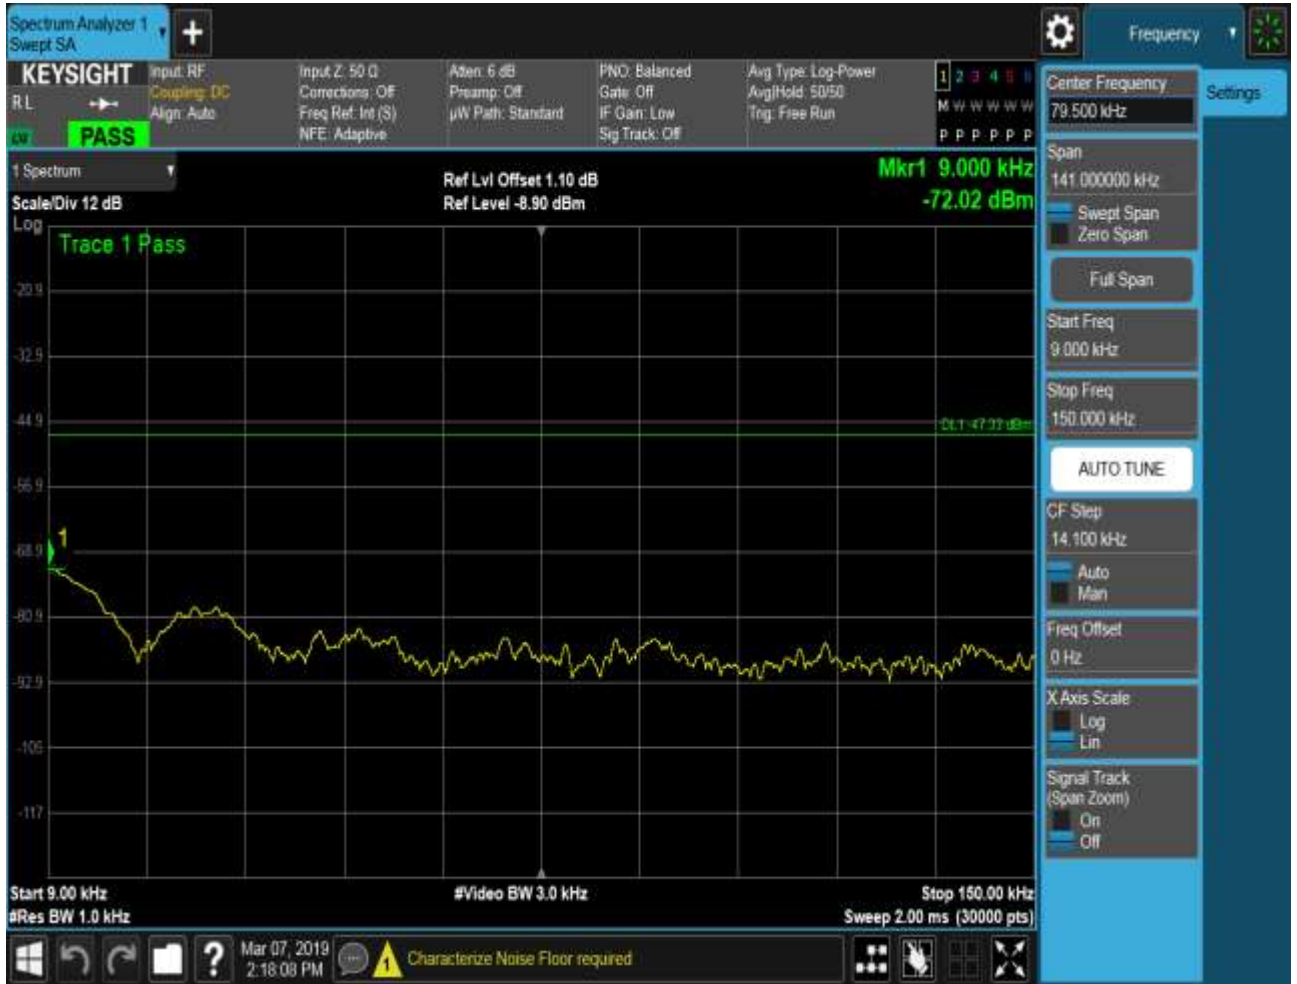 Spectrum Analyzer 1
Swept SA
+
Frequency
KEYSIGHT
RL
PASS
Input: RF
Coupling: DC
Align: Auto
Input Z: 50 Ω
Corrections: Off
Freq Ref: Int (S)
NFE: Adaptive
Atten: 6 dB
Preamp: Off
µW Path: Standard
PNO: Balanced
Gate: Off
IF Gain: Low
Sig Track: Off
Avg Type: Log-Power
Avg|Hold: 50/50
Trig: Free Run
1 2 3 4 5 6
M W W W W W
P P P P P P
1 Spectrum
Scale/Div 12 dB
Log
Ref Lvl Offset 1.10 dB
Ref Level -8.90 dBm
Mkr1 9.000 kHz
-72.02 dBm
Trace 1 Pass
-20.9
-32.9
-44.9
-56.9
-68.9
-80.9
-92.9
-105
-117
1
Start 9.00 kHz
#Res BW 1.0 kHz
#Video BW 3.0 kHz
Stop 150.00 kHz
Sweep 2.00 ms (30000 pts)
Center Frequency
79.500 kHz
Settings
Span
141.000000 kHz
Swept Span
Zero Span
Full Span
Start Freq
9.000 kHz
Stop Freq
150.000 kHz
AUTO TUNE
CF Step
14.100 kHz
Auto
Man
Freq Offset
0 Hz
X Axis Scale
Log
Lin
Signal Track
(Span Zoom)
On
Off
?
Mar 07, 2019
2:18:08 PM
1
Characterize Noise Floor required